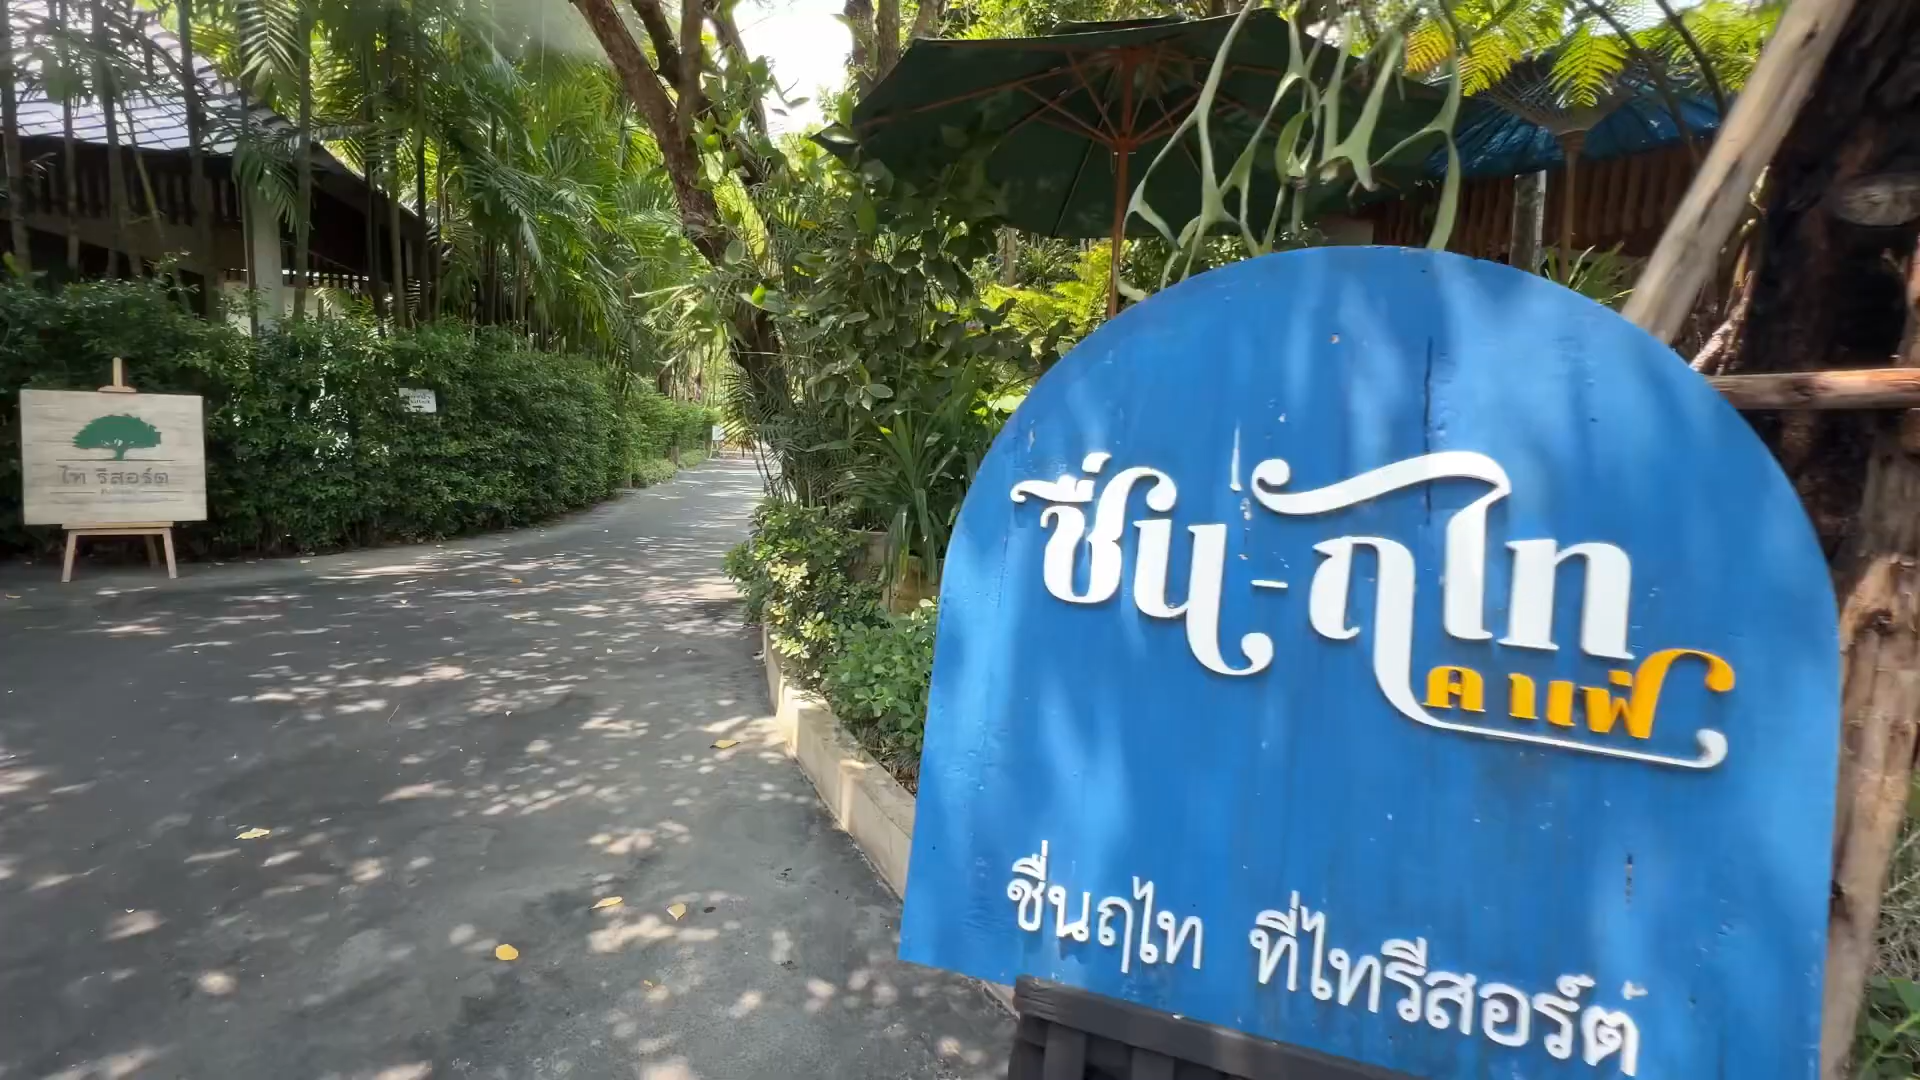 ไท รีสอร์ต
ชื่น-ฤไท
คาเฟ่
ชื่นฤไท ที่ไทรีสอร์ต